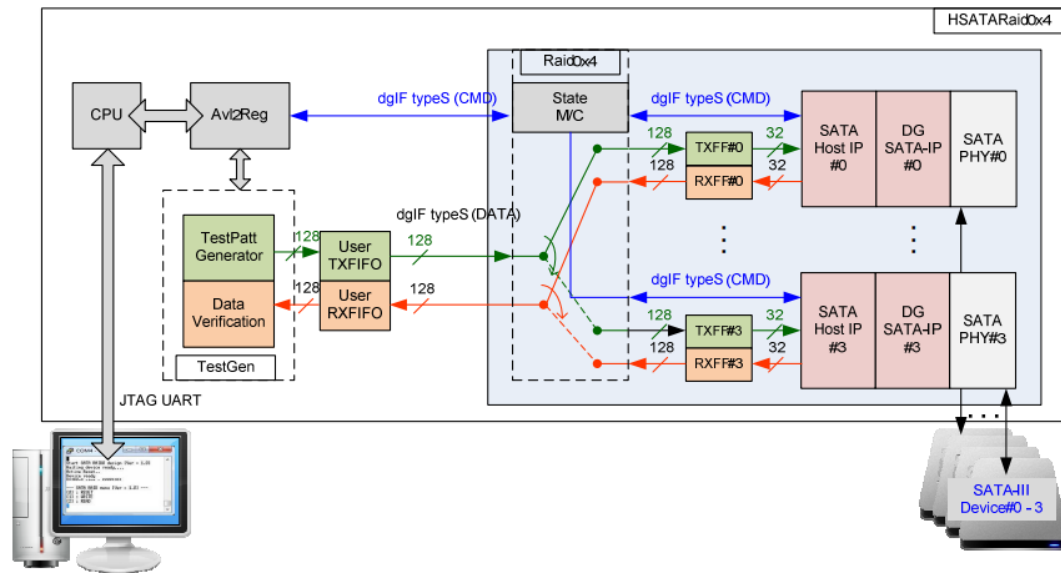 HSATARaid0x4
Raid0x4
CPU
Avl2Reg
dgIF typeS (CMD)
State
M/C
dgIF typeS (CMD)
128
TXFF#0
32
128
RXFF#0
32
SATA
Host IP
#0
DG
SATA-IP
#0
SATA
PHY#0
dgIF typeS (DATA)
TestPatt
Generator
128
User
TXFIFO
128
Data
Verification
128
User
RXFIFO
128
TestGen
dgIF typeS (CMD)
128
TXFF#3
32
128
RXFF#3
32
SATA
Host IP
#3
DG
SATA-IP
#3
SATA
PHY#3
JTAG UART
COM4
SATA-III
Device#0 - 3